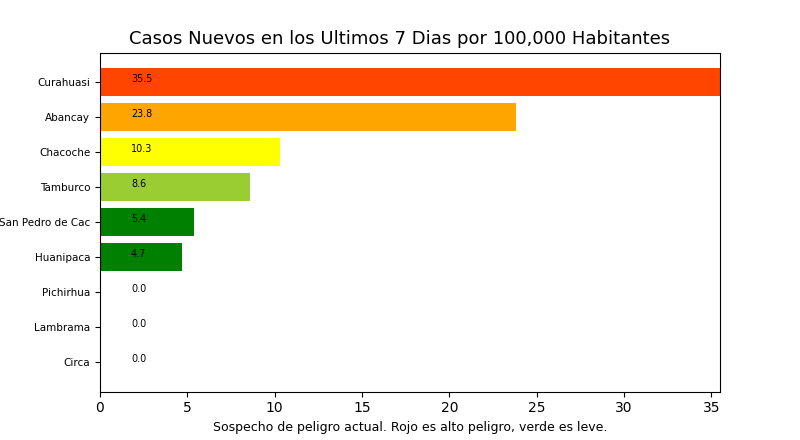 Casos Nuevos en los Ultimos 7 Dias por 100,000 Habitantes
Curahuasi 35.5
Abancay 23.8
Chacoche 10.3
Tamburco 8.6
San Pedro de Cac 5.4
Huanipaca 4.7
Pichirhua 0.0
Lambrama 0.0
Circa 0.0
0 5 10 15 20 25 30 35
Sospecho de peligro actual. Rojo es alto peligro, verde es leve.